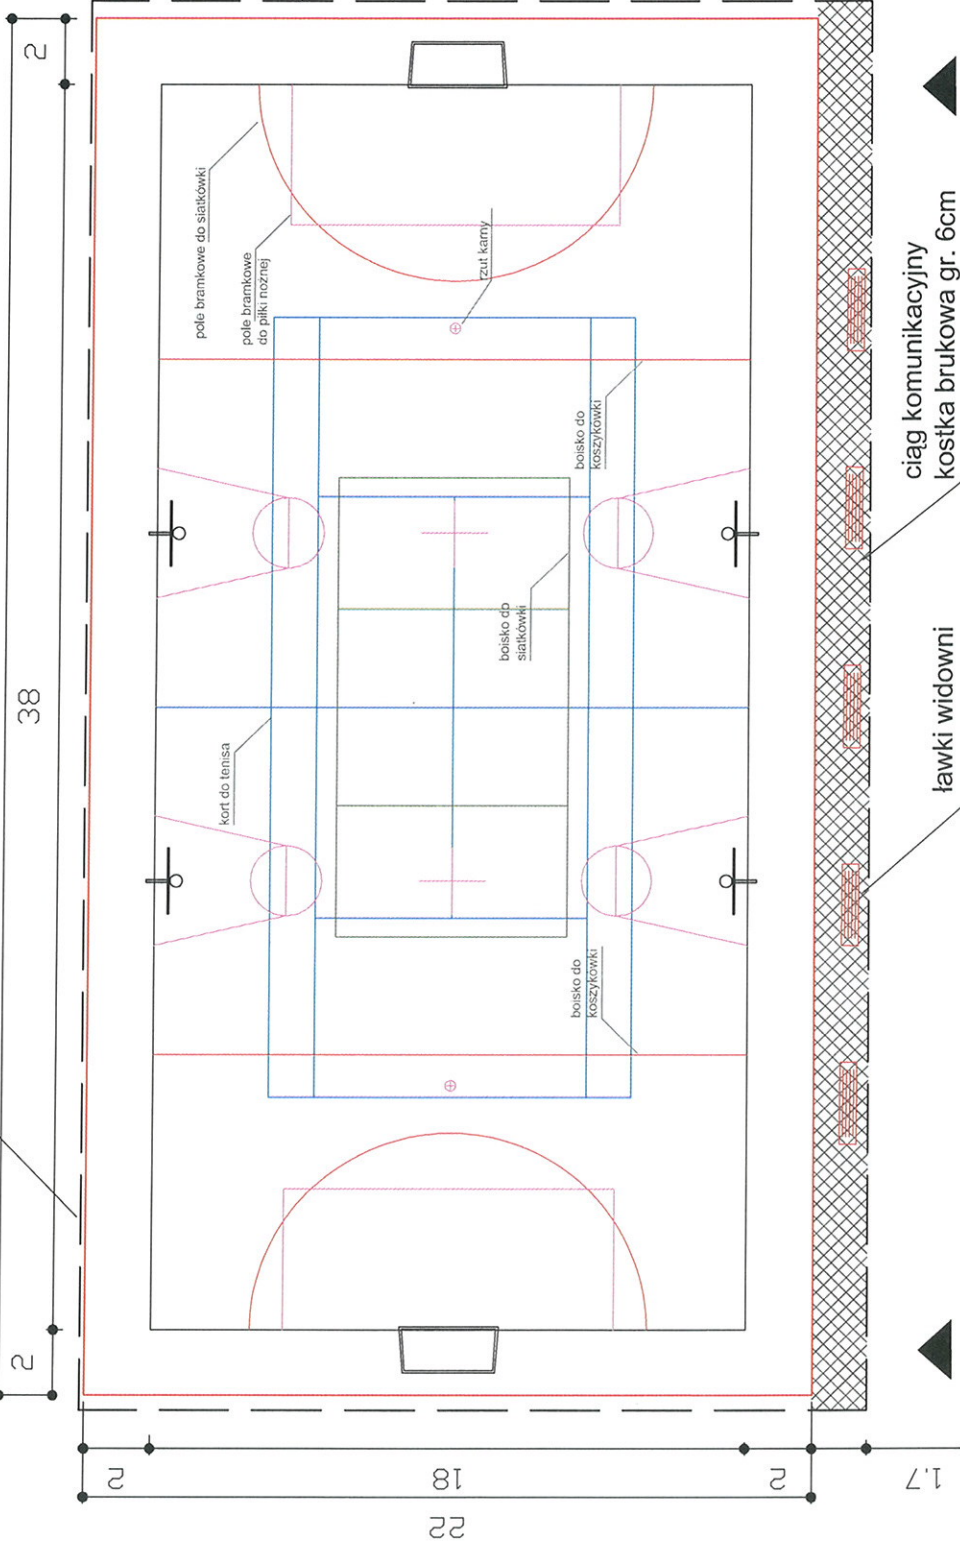 2
38
2
pole bramkowe do siatkówki
pole bramkowe
do piłki nożnej
rzut karny
boisko do
koszykówki
boisko do
siatkówki
kort do tenisa
boisko do
koszykówki
ciąg komunikacyjny
kostka brukowa gr. 6cm
ławki widowni
2
18
2
1.7
22